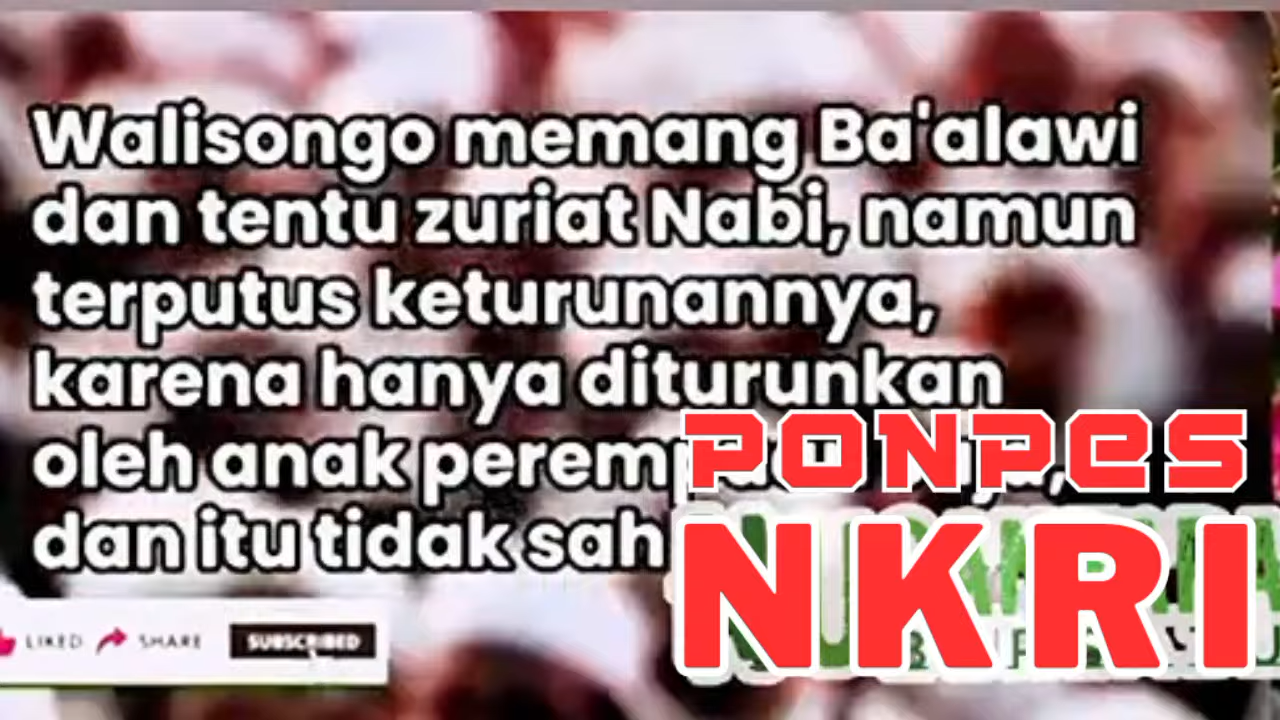 Walisongo memang Ba'alawi
dan tentu zuriat Nabi, namun
terputus keturunannya,
karena hanya diturunkan
oleh anak
dan itu tidak sah
PONPES
NKRI
LIKED SHARE SUBSCRIBED